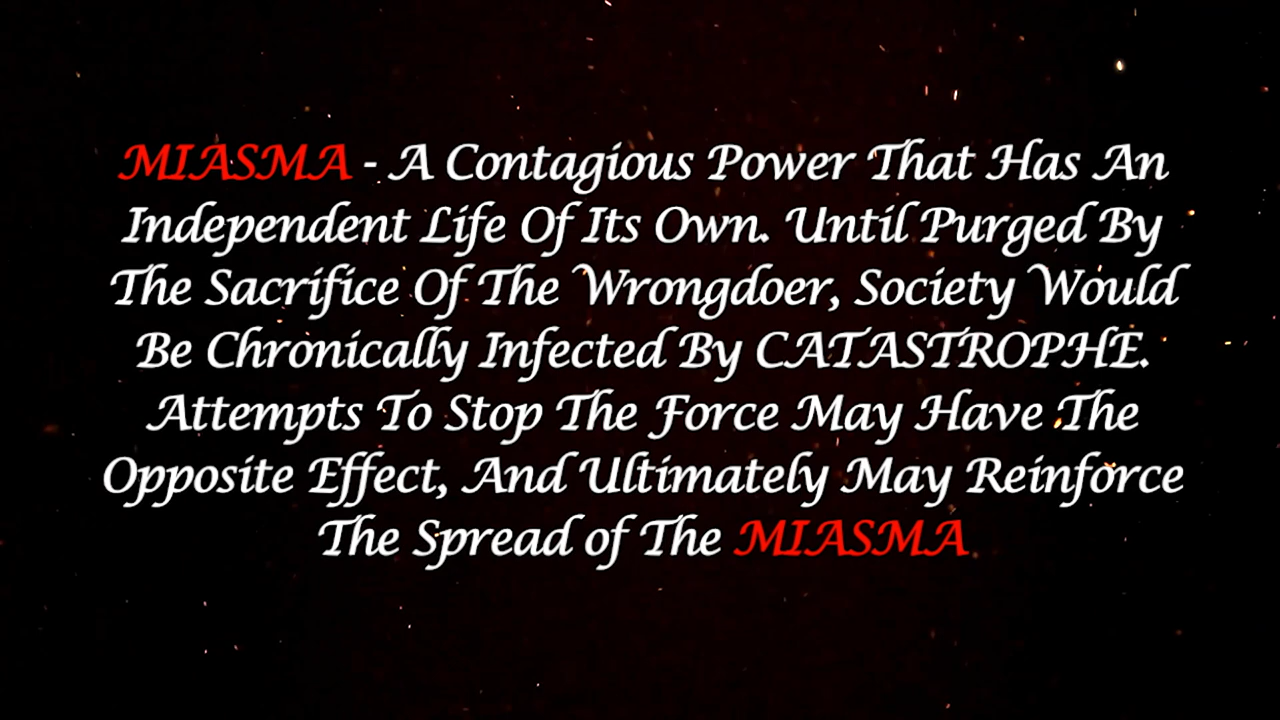 MIASMA - A Contagious Power That Has An
Independent Life Of Its Own. Until Purged By
The Sacrifice Of The Wrongdoer, Society Would
Be Chronically Infected By CATASTROPHE.
Attempts To Stop The Force May Have The
Opposite Effect, And Ultimately May Reinforce
The Spread of The MIASMA